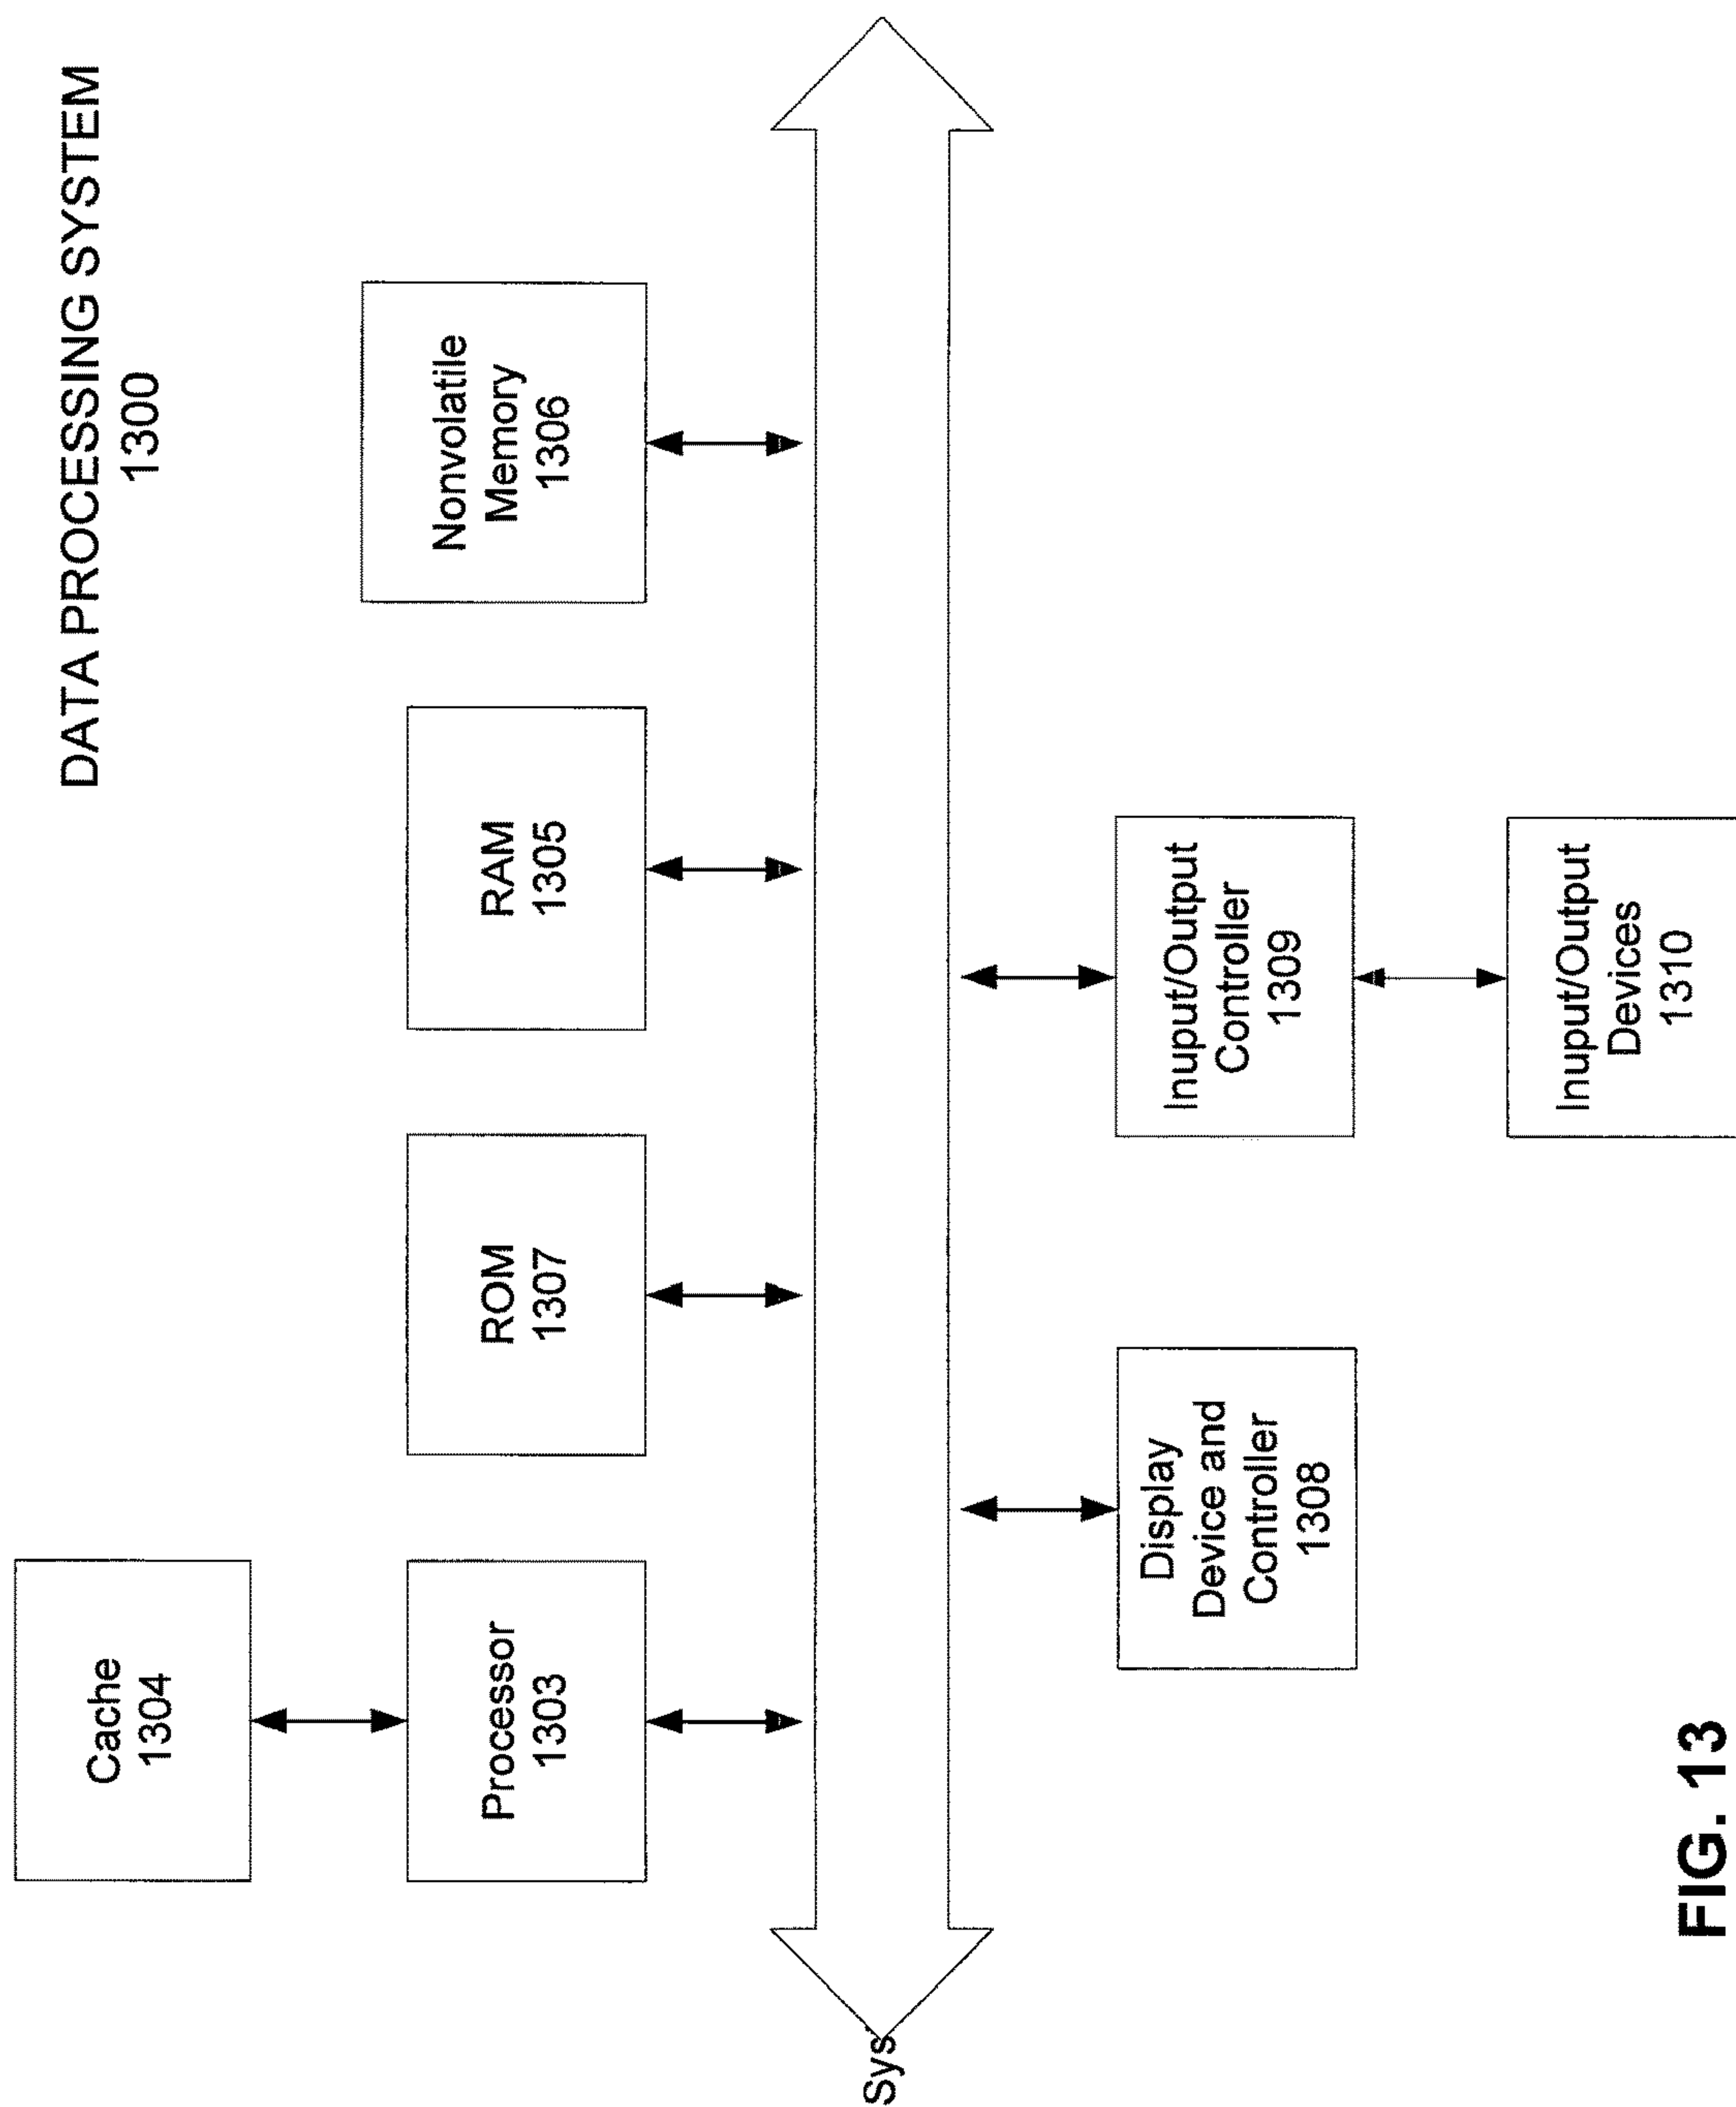 DATA PROCESSING SYSTEM
1300
Cache
1304
Processor
1303
ROM
1307
RAM
1305
Nonvolatile
Memory
1306
Sys
Display
Device and
Controller
1308
Inuput/Output
Controller
1309
Inuput/Output
Devices
1310
FIG. 13